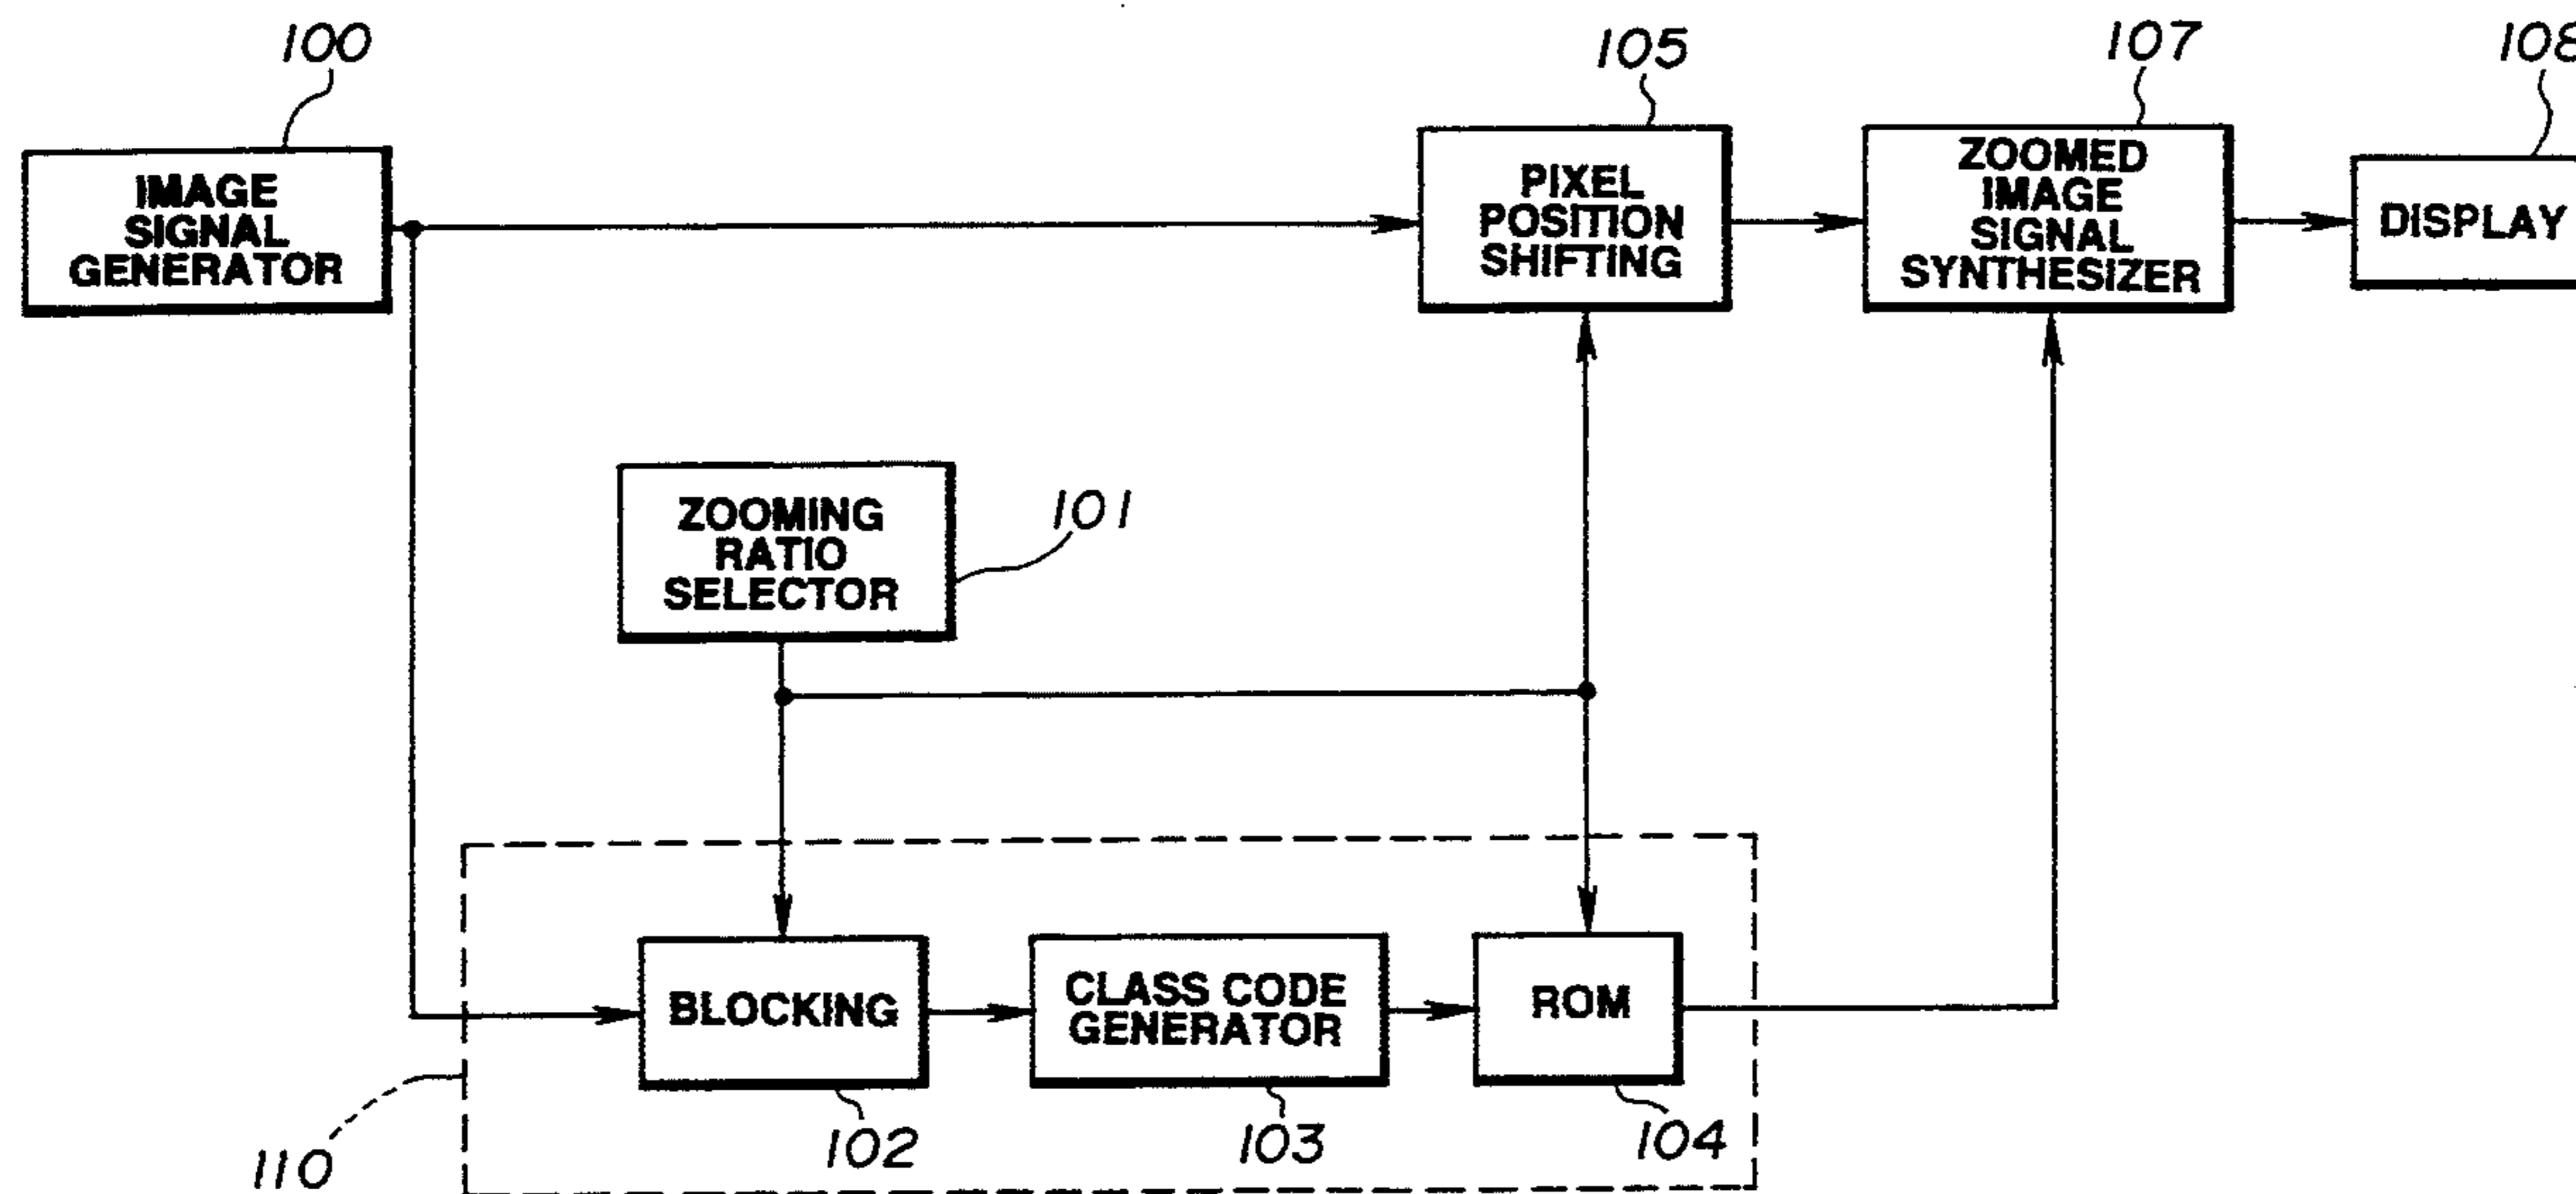 100
105
107
108
IMAGE
SIGNAL
GENERATOR
PIXEL
POSITION
SHIFTING
ZOOMED
IMAGE
SIGNAL
SYNTHESIZER
DISPLAY
ZOOMING
RATIO
SELECTOR
101
BLOCKING
CLASS CODE
GENERATOR
ROM
110
102
103
104